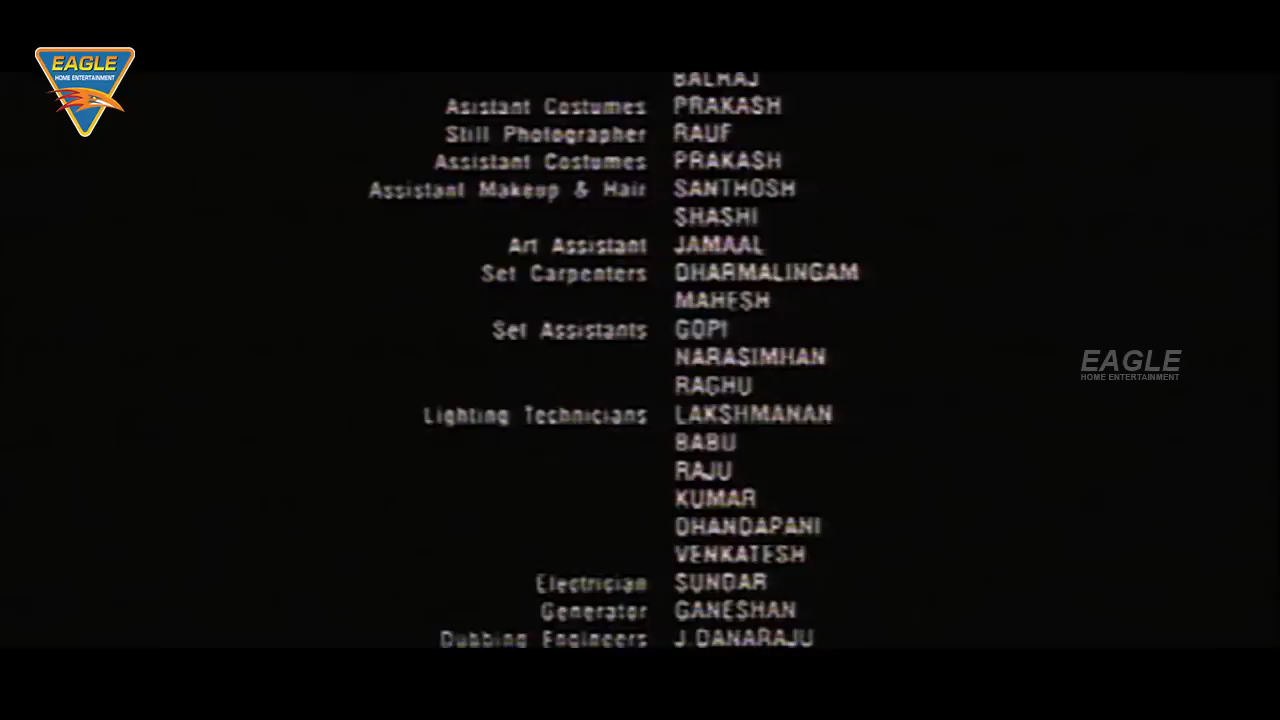 EAGLE
HOME ENTERTAINMENT
BALRAJ
Asistant Costumes PRAKASH
Still Photographer RAUF
Assistant Costumes PRAKASH
Assistant Makeup & Hair SANTHOSH
SHASHI
Art Assistant JAMAAL
Set Carpenters DHARMALINGAM
MAHESH
Set Assistants GOPI
NARASIMHAN
RAGHU
Lighting Technicians LAKSHMANAN
BABU
RAJU
KUMAR
DHANDAPANI
VENKATESH
Electrician SUNDAR
Generator GANESHAN
Dubbing Engineers J.DANARAJU
EAGLE
HOME ENTERTAINMENT